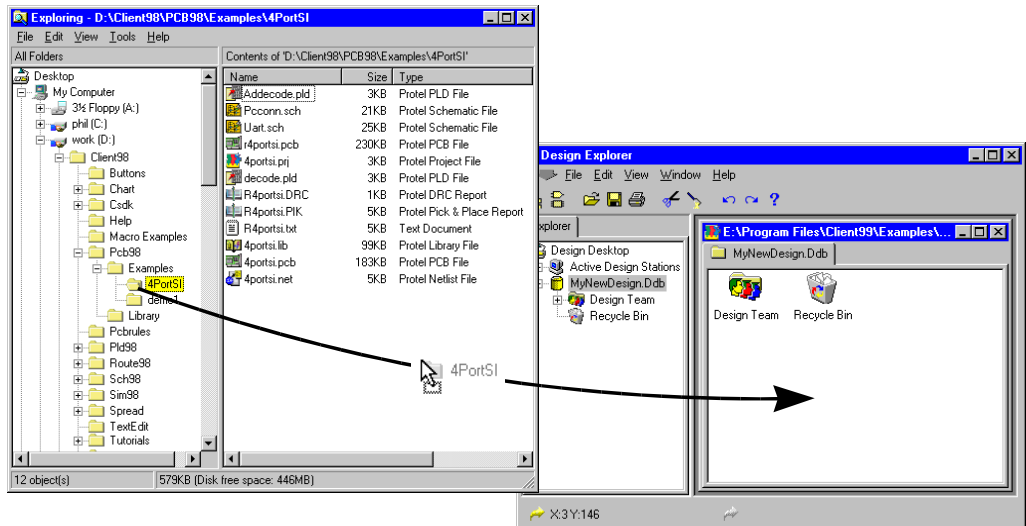 Exploring - D:\Client98\PCB98\Examples\4PortSI
File Edit View Tools Help
All Folders
Contents of 'D:\Client98\PCB98\Examples\4PortSI'
Desktop
My Computer
3½ Floppy (A:)
phil (C:)
work (D:)
Client98
Buttons
Chart
Csdk
Help
Macro Examples
Pcb98
Examples
4PortSI
demo1
Library
Pcbrules
Pld98
Route98
Sch98
Sim98
Spread
TextEdit
Tutorials
Name Size Type
Addecode.pld 3KB Protel PLD File
Pcconn.sch 21KB Protel Schematic File
Uart.sch 25KB Protel Schematic File
r4portsi.pcb 230KB Protel PCB File
4portsi.prj 3KB Protel Project File
decode.pld 3KB Protel PLD File
R4portsi.DRC 1KB Protel DRC Report
R4portsi.PIK 5KB Protel Pick & Place Report
R4portsi.txt 5KB Text Document
4portsi.lib 99KB Protel Library File
4portsi.pcb 183KB Protel PCB File
4portsi.net 5KB Protel Netlist File
12 object(s)
579KB (Disk free space: 446MB)
4PortSI
Design Explorer
File Edit View Window Help
xplorer
Design Desktop
Active Design Stations
MyNewDesign.Ddb
Design Team
Recycle Bin
E:\Program Files\Client99\Examples\...
MyNewDesign.Ddb
Design Team Recycle Bin
X:3 Y:146